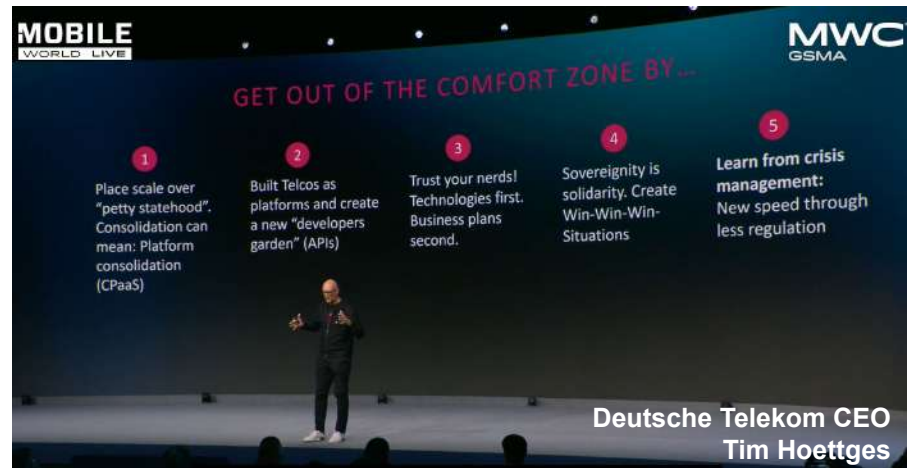 MOBILE
WORLD LIVE
MWC
GSMA
GET OUT OF THE COMFORT ZONE BY...
1
Place scale over
“petty statehood”.
Consolidation can
mean: Platform
consolidation
(CPaaS)
2
Built Telcos as
platforms and create
a new “developers
garden” (APIs)
3
Trust your nerds!
Technologies first.
Business plans
second.
4
Sovereignity is
solidarity. Create
Win-Win-Win-
Situations
5
Learn from crisis
management:
New speed through
less regulation
Deutsche Telekom CEO
Tim Hoettges